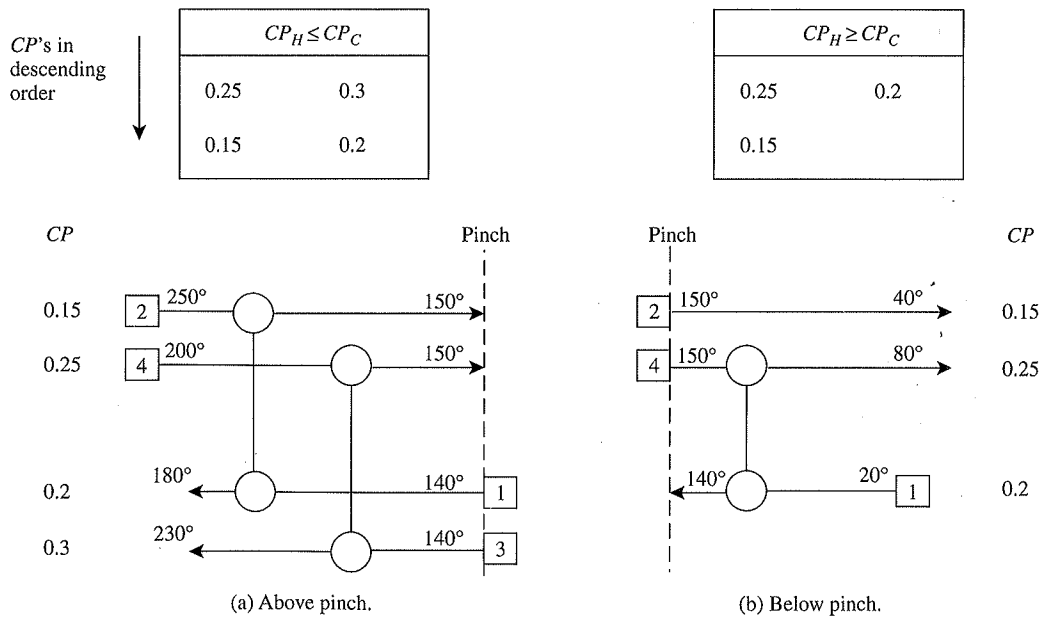 CP's in
descending
order
CP_H ≤ CP_C
0.25 0.3
0.15 0.2
CP_H ≥ CP_C
0.25 0.2
0.15
CP Pinch
0.15 2 250° 150°
0.25 4 200° 150°
0.2 180° 140° 1
0.3 230° 140° 3
(a) Above pinch.
Pinch CP
2 150° 40° 0.15
4 150° 80° 0.25
140° 20° 1 0.2
(b) Below pinch.